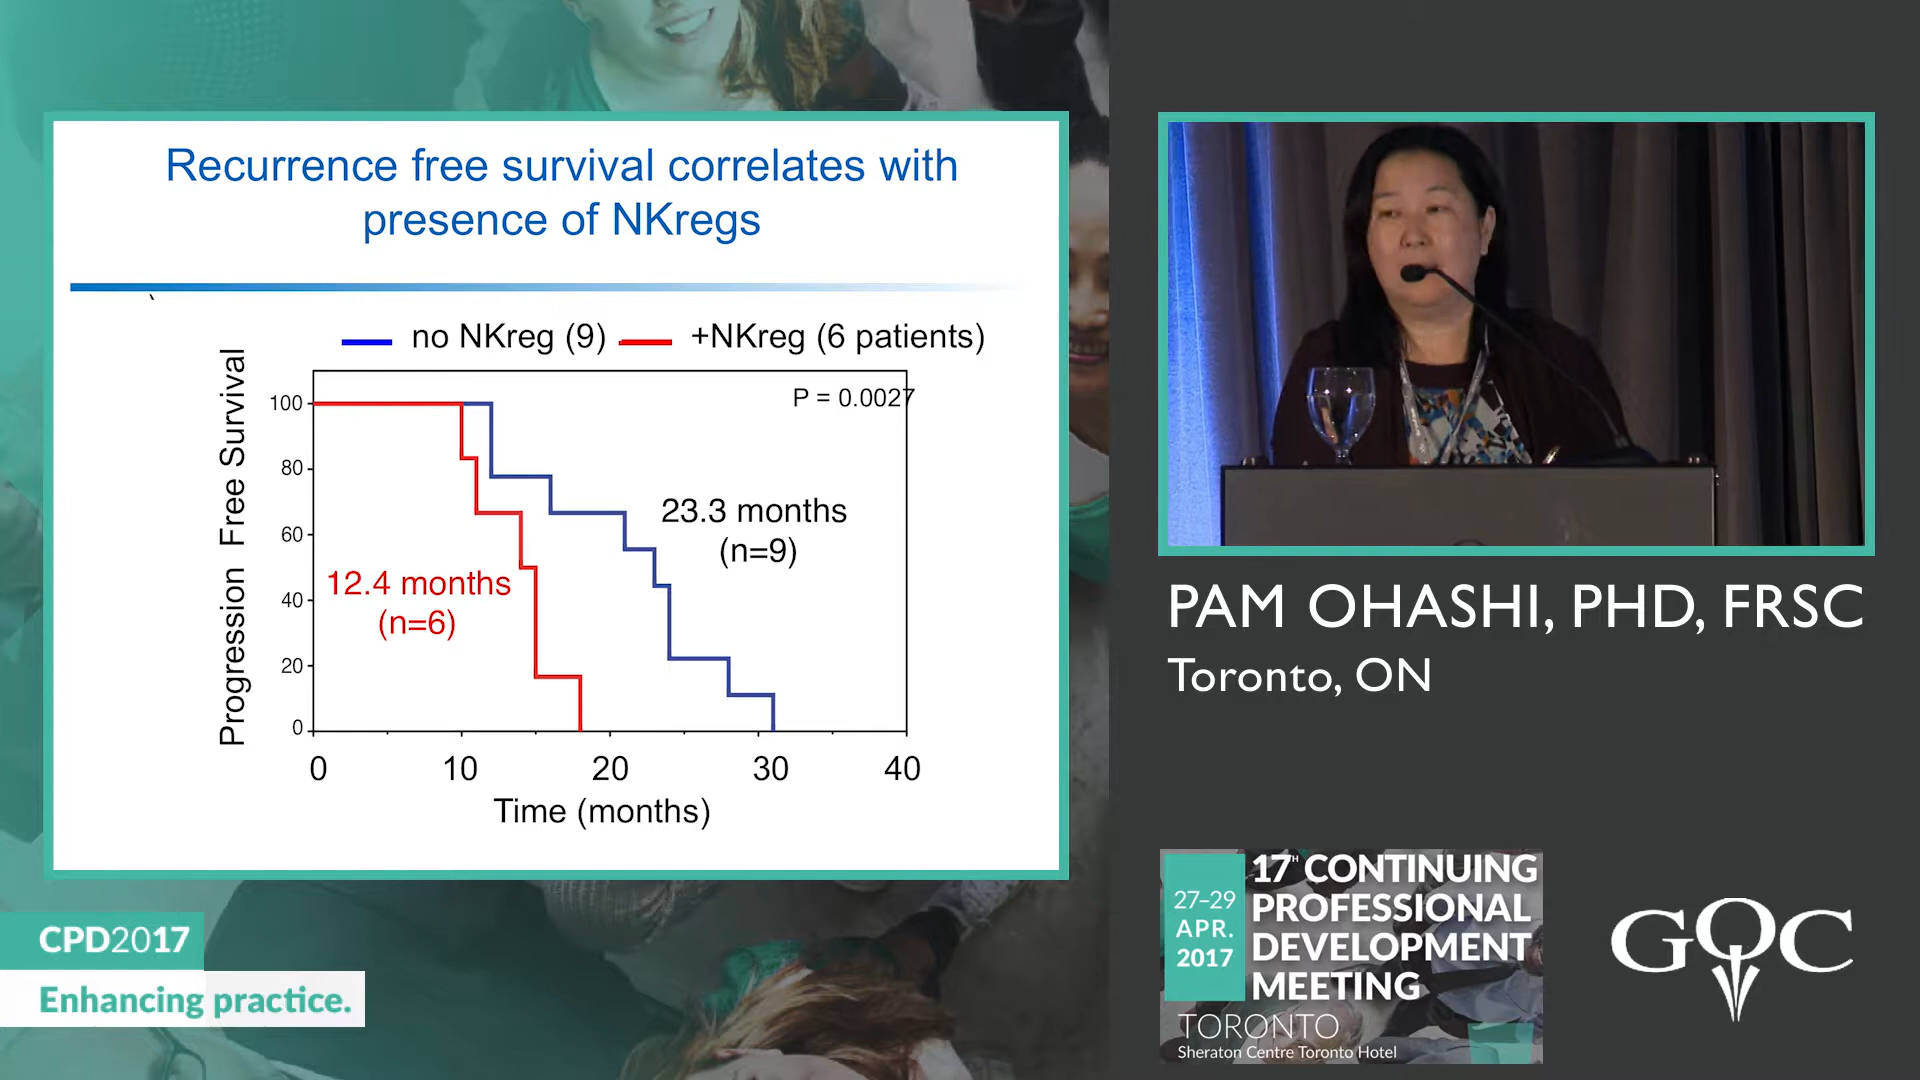 Recurrence free survival correlates with
presence of NKregs
no NKreg (9)
+NKreg (6 patients)
P = 0.0027
Progression Free Survival
100
80
60
40
20
0
23.3 months
(n=9)
12.4 months
(n=6)
0 10 20 30 40
Time (months)
PAM OHASHI, PHD, FRSC
Toronto, ON
CPD2017
Enhancing practice.
27–29
APR.
2017
17TH CONTINUING
PROFESSIONAL
DEVELOPMENT
MEETING
TORONTO
Sheraton Centre Toronto Hotel
GOC